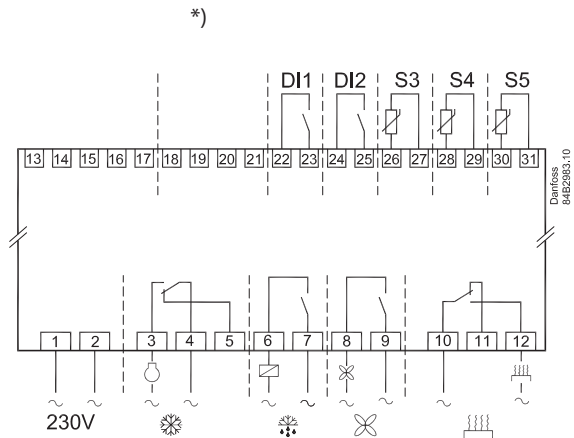 *)
DI1 DI2 S3 S4 S5
13 14 15 16 17 18 19 20 21 22 23 24 25 26 27 28 29 30 31
Danfoss
84B2983.10
1 2 3 4 5 6 7 8 9 10 11 12
230V